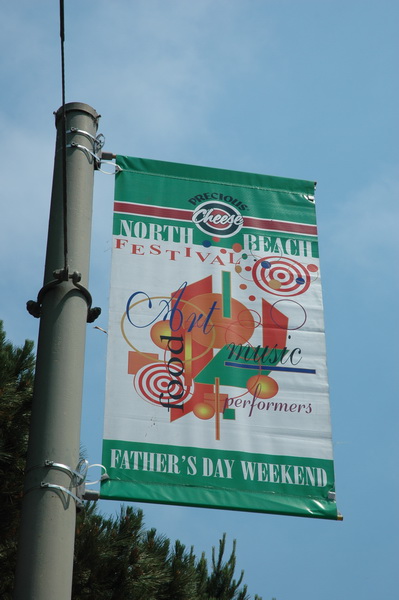 PRECIOUS
Cheese
NORTH BEACH
FESTIVAL
Art
food
music
performers
FATHER'S DAY WEEKEND